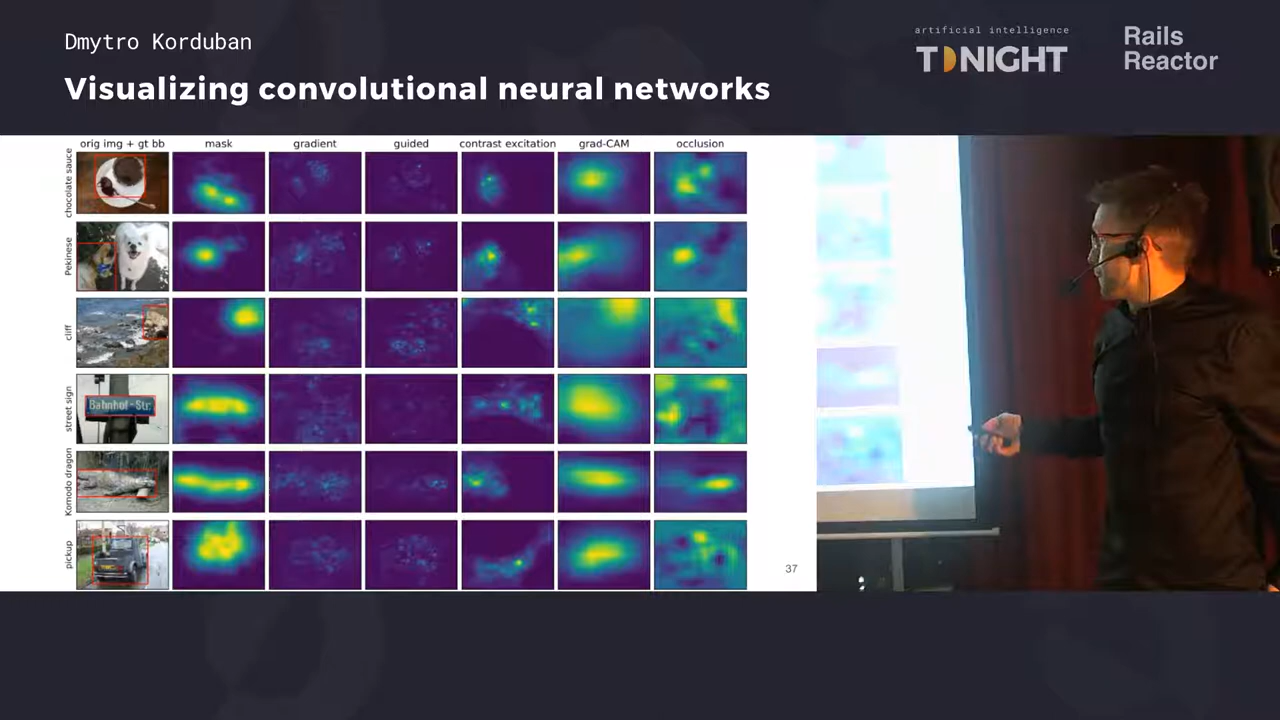 Dmytro Korduban
Visualizing convolutional neural networks
artificial intelligence
TONIGHT
Rails
Reactor
orig img + gt bb mask gradient guided contrast excitation grad-CAM occlusion
chocolate sauce
Pekinese
cliff
street sign
Bahnhof-Str.
Komodo dragon
pickup
37